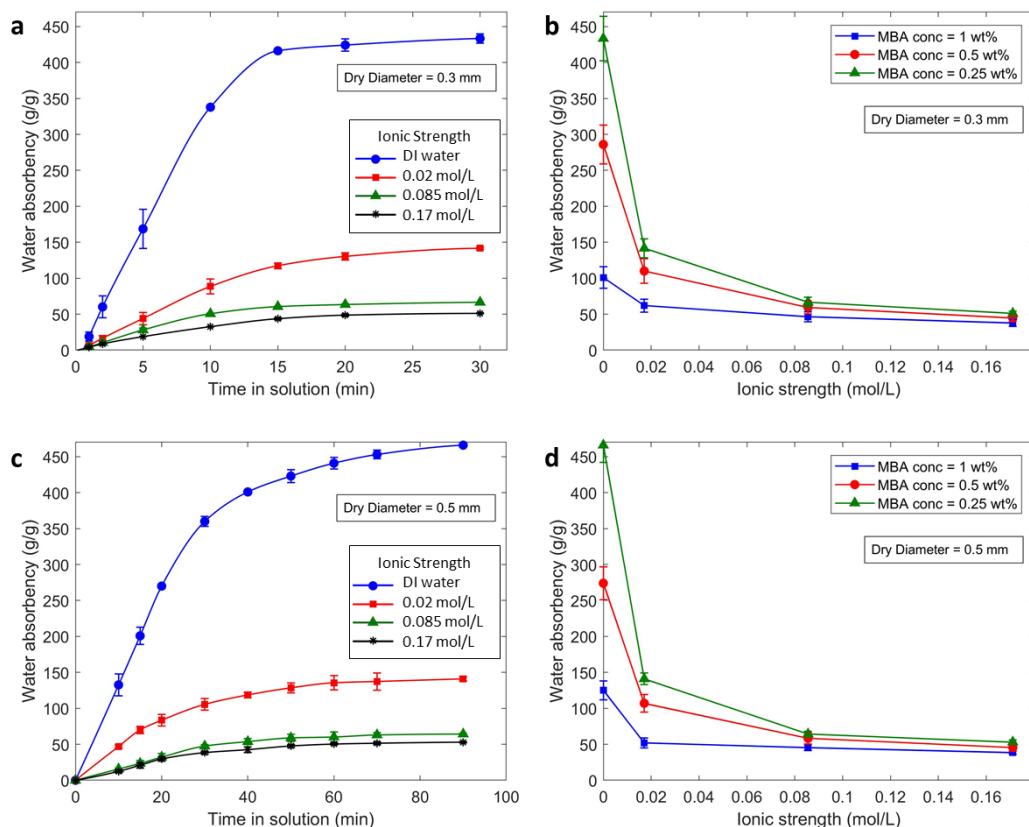 a
Water absorbency (g/g)
450
400
350
300
250
200
150
100
50
0
5
10
15
20
25
30
Time in solution (min)
Dry Diameter = 0.3 mm
Ionic Strength
DI water
0.02 mol/L
0.085 mol/L
0.17 mol/L
b
Water absorbency (g/g)
450
400
350
300
250
200
150
100
50
0
0 0.02 0.04 0.06 0.08 0.1 0.12 0.14 0.16
Ionic strength (mol/L)
MBA conc = 1 wt%
MBA conc = 0.5 wt%
MBA conc = 0.25 wt%
Dry Diameter = 0.3 mm
c
Water absorbency (g/g)
450
400
350
300
250
200
150
100
50
0
0 20 40 60 80 100
Time in solution (min)
Dry Diameter = 0.5 mm
Ionic Strength
DI water
0.02 mol/L
0.085 mol/L
0.17 mol/L
d
Water absorbency (g/g)
450
400
350
300
250
200
150
100
50
0
0 0.02 0.04 0.06 0.08 0.1 0.12 0.14 0.16
Ionic strength (mol/L)
MBA conc = 1 wt%
MBA conc = 0.5 wt%
MBA conc = 0.25 wt%
Dry Diameter = 0.5 mm